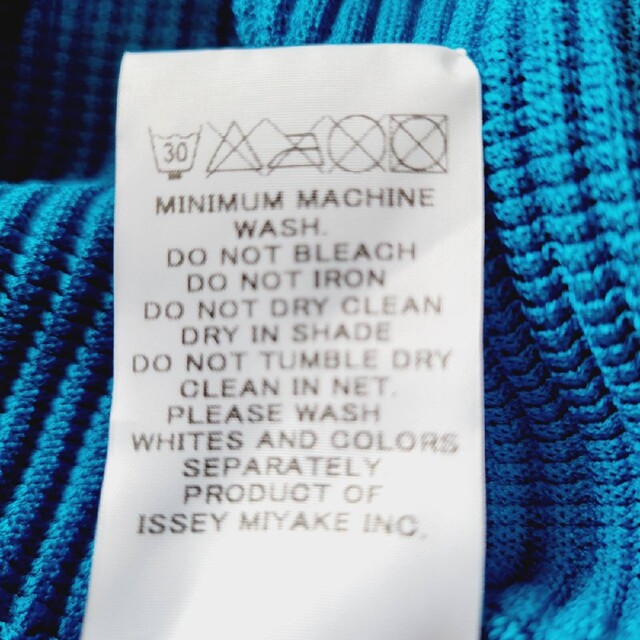 30
MINIMUM MACHINE
WASH.
DO NOT BLEACH
DO NOT IRON
DO NOT DRY CLEAN
DRY IN SHADE
DO NOT TUMBLE DRY
CLEAN IN NET.
PLEASE WASH
WHITES AND COLORS
SEPARATELY
PRODUCT OF
ISSEY MIYAKE INC.